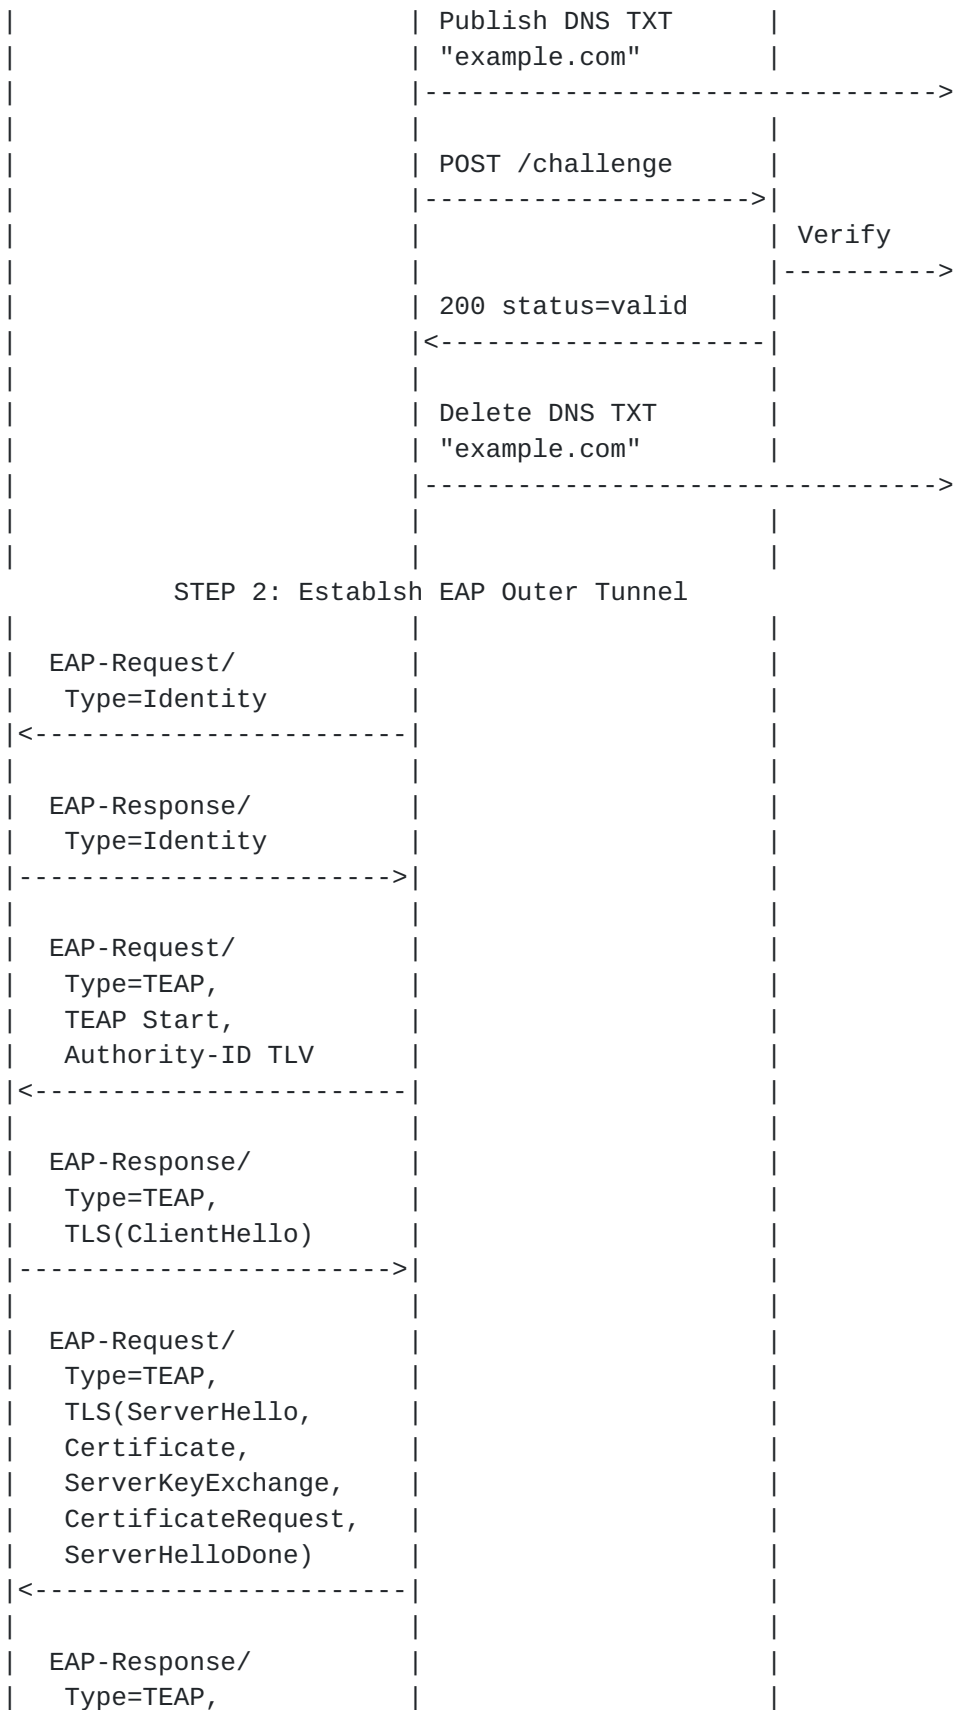 |                         | Publish DNS TXT      |
|                         | "example.com"        |
|                         |--------------------------------->
|                         |                      |
|                         | POST /challenge      |
|                         |--------------------->|
|                         |                      | Verify
|                         |                      |---------->
|                         | 200 status=valid     |
|                         |<---------------------|
|                         |                      |
|                         | Delete DNS TXT       |
|                         | "example.com"        |
|                         |--------------------------------->
|                         |                      |
|                         |                      |
          STEP 2: Establsh EAP Outer Tunnel
|                         |                      |
|  EAP-Request/           |                      |
|   Type=Identity         |                      |
|<------------------------|                      |
|                         |                      |
|  EAP-Response/          |                      |
|   Type=Identity         |                      |
|------------------------>|                      |
|                         |                      |
|  EAP-Request/           |                      |
|   Type=TEAP,            |                      |
|   TEAP Start,           |                      |
|   Authority-ID TLV      |                      |
|<------------------------|                      |
|                         |                      |
|  EAP-Response/          |                      |
|   Type=TEAP,            |                      |
|   TLS(ClientHello)      |                      |
|------------------------>|                      |
|                         |                      |
|  EAP-Request/           |                      |
|   Type=TEAP,            |                      |
|   TLS(ServerHello,      |                      |
|   Certificate,          |                      |
|   ServerKeyExchange,    |                      |
|   CertificateRequest,   |                      |
|   ServerHelloDone)      |                      |
|<------------------------|                      |
|                         |                      |
|  EAP-Response/          |                      |
|   Type=TEAP,            |                      |